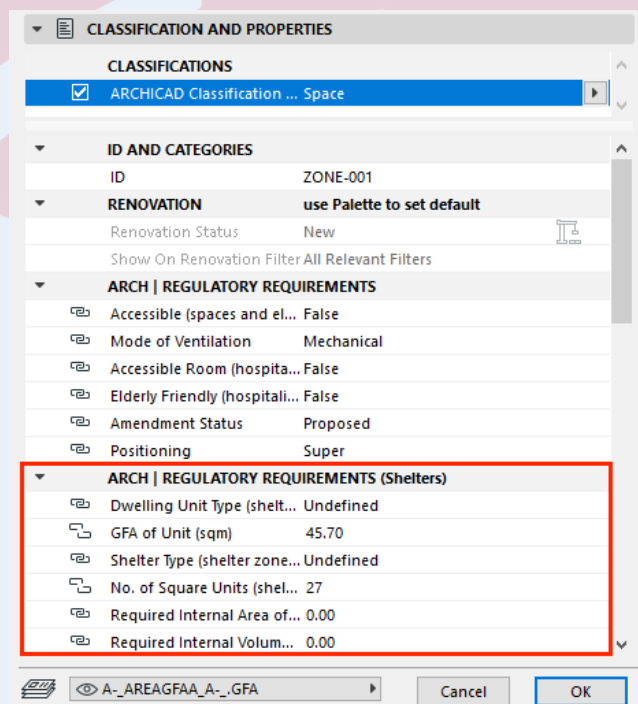 CLASSIFICATION AND PROPERTIES
CLASSIFICATIONS
ARCHICAD Classification ... Space
ID AND CATEGORIES
ID ZONE-001
RENOVATION use Palette to set default
Renovation Status New
Show On Renovation Filter All Relevant Filters
ARCH | REGULATORY REQUIREMENTS
Accessible (spaces and el... False
Mode of Ventilation Mechanical
Accessible Room (hospita... False
Elderly Friendly (hospitali... False
Amendment Status Proposed
Positioning Super
ARCH | REGULATORY REQUIREMENTS (Shelters)
Dwelling Unit Type (shelt... Undefined
GFA of Unit (sqm) 45.70
Shelter Type (shelter zone... Undefined
No. of Square Units (shel... 27
Required Internal Area of... 0.00
Required Internal Volum... 0.00
A-_AREAGFAA_A-_.GFA Cancel OK